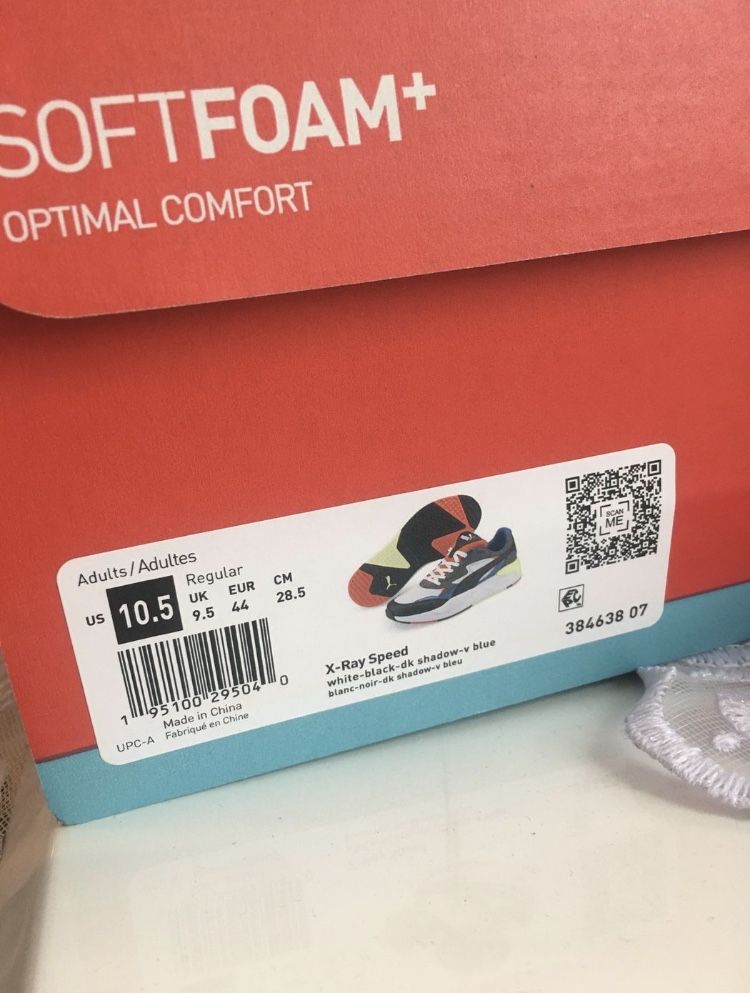 SOFTFOAM+
OPTIMAL COMFORT
Adults/Adultes
Regular
US 10.5 UK 9.5 EUR 44 CM 28.5
1 95100 29504 0
UPC-A
Made in China
Fabriqué en Chine
X-Ray Speed
white-black-dk shadow-v blue
blanc-noir-dk shadow-v bleu
SCAN
ME
384638 07